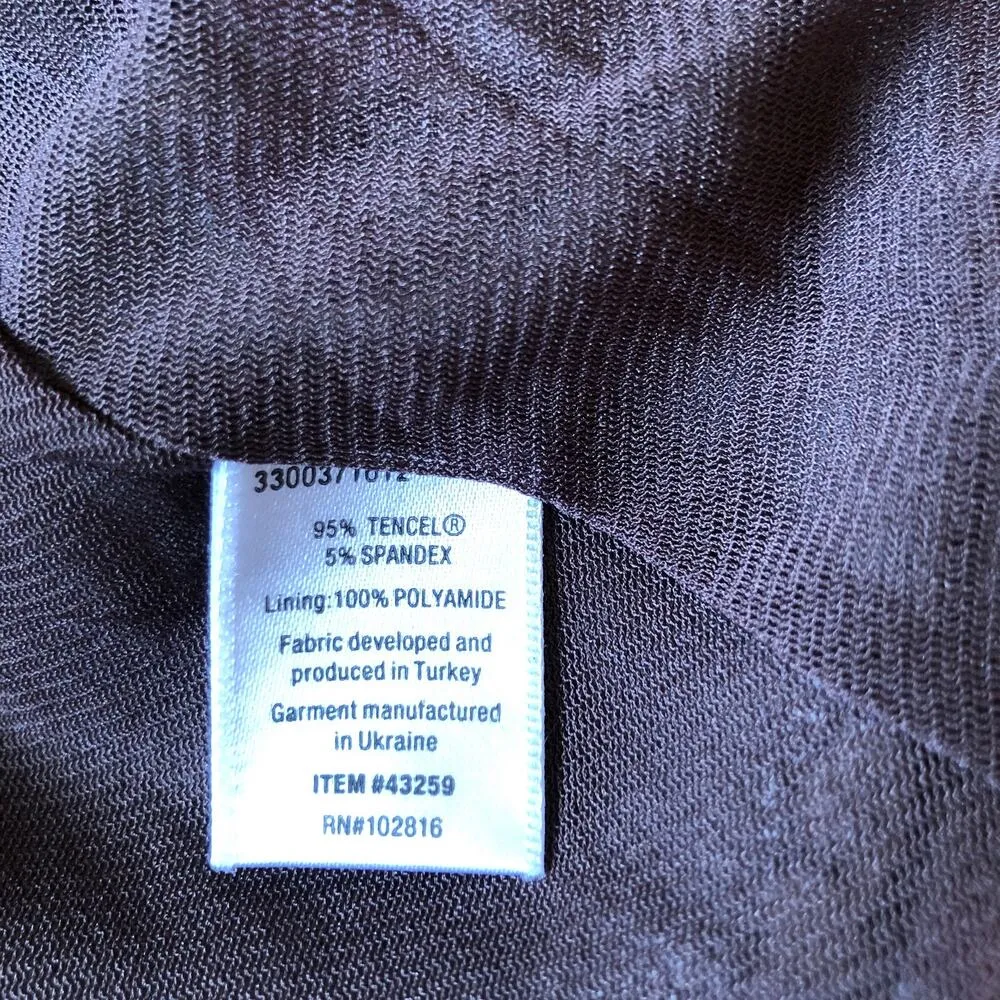 95% TENCEL®
5% SPANDEX
Lining:100% POLYAMIDE
Fabric developed and
produced in Turkey
Garment manufactured
in Ukraine
ITEM #43259
RN#102816